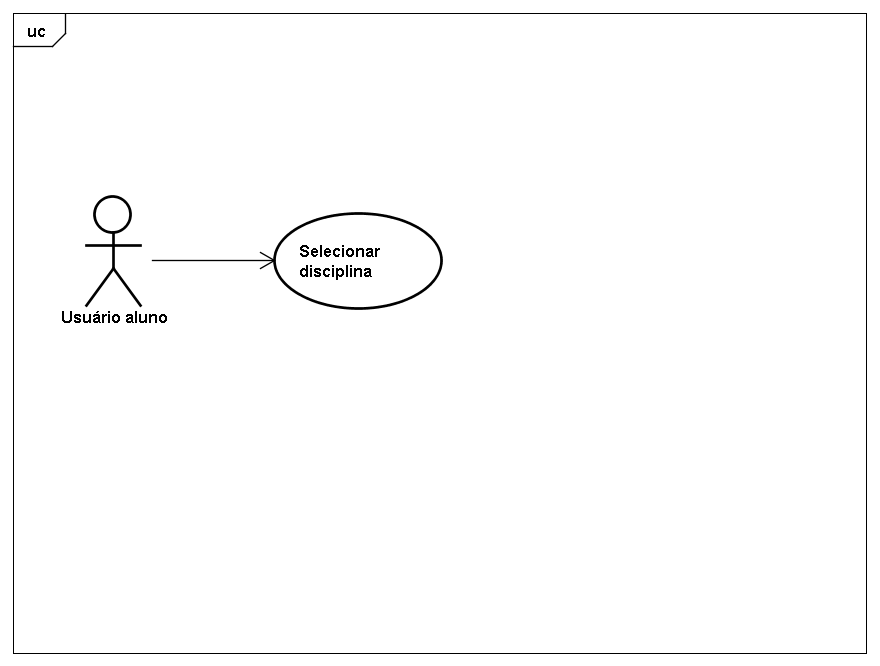 uc
Selecionar
disciplina
Usuário aluno